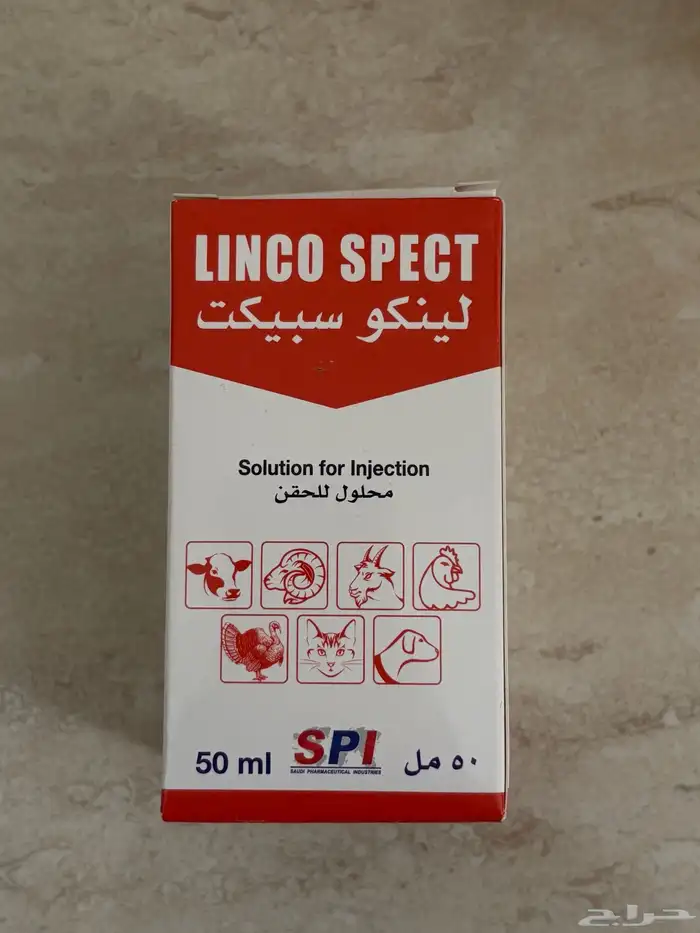 LINCO SPECT
لينكو سبيكت
Solution for Injection
محلول للحقن
50 ml
SPI
SAUDI PHARMACEUTICAL INDUSTRIES
٥٠ مل
حراج